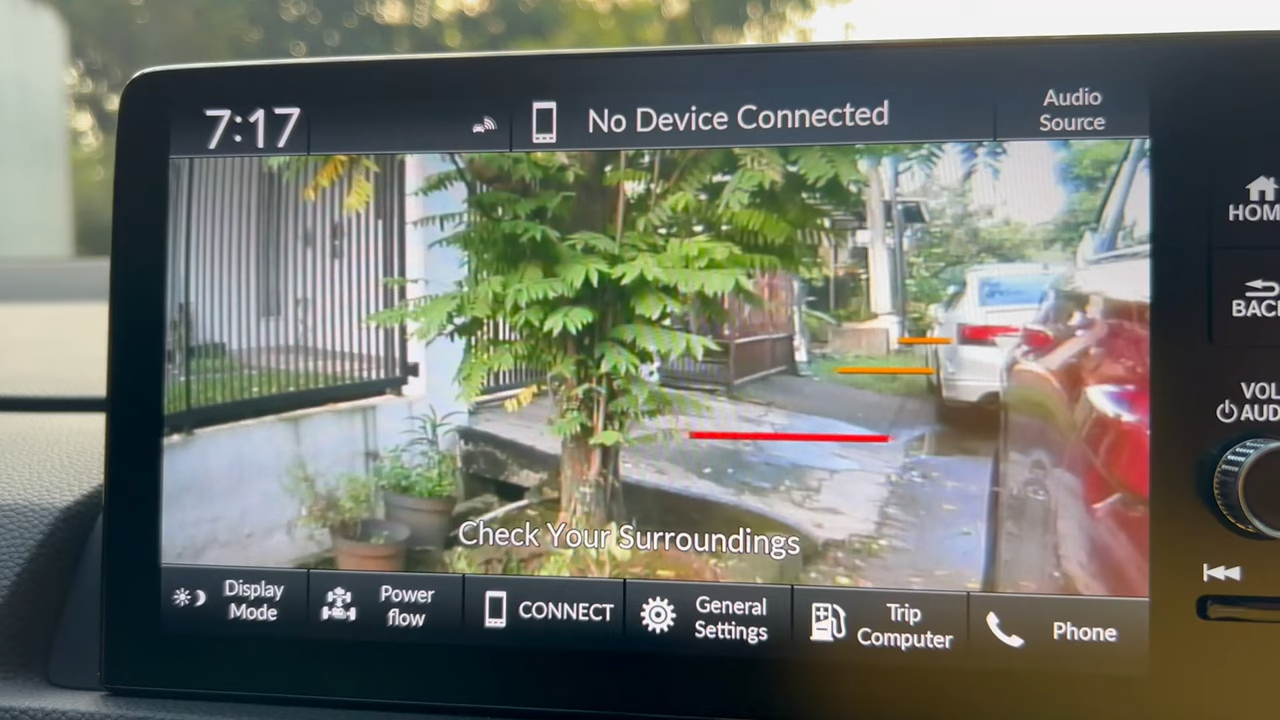 7:17
No Device Connected
Audio
Source
Check Your Surroundings
Display
Mode
Power
flow
CONNECT
General
Settings
Trip
Computer
Phone
HOM
BACK
VOL
AUD